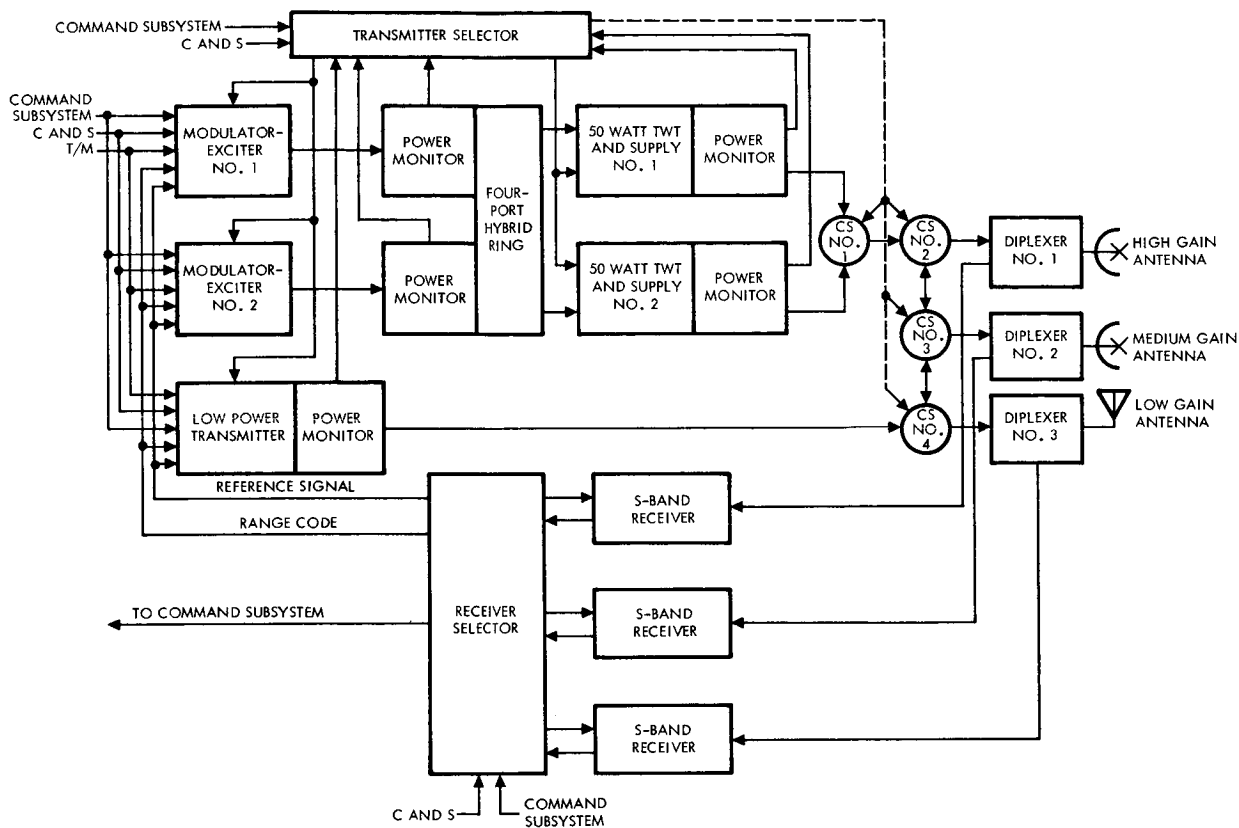 COMMAND SUBSYSTEM
C AND S
TRANSMITTER SELECTOR
COMMAND
SUBSYSTEM
C AND S
T/M
MODULATOR-
EXCITER
NO. 1
POWER
MONITOR
FOUR-
PORT
HYBRID
RING
50 WATT TWT
AND SUPPLY
NO. 1
POWER
MONITOR
MODULATOR-
EXCITER
NO. 2
POWER
MONITOR
50 WATT TWT
AND SUPPLY
NO. 2
POWER
MONITOR
CS
NO.
1
CS
NO.
2
DIPLEXER
NO. 1
HIGH GAIN
ANTENNA
CS
NO.
3
DIPLEXER
NO. 2
MEDIUM GAIN
ANTENNA
LOW POWER
TRANSMITTER
POWER
MONITOR
CS
NO.
4
DIPLEXER
NO. 3
LOW GAIN
ANTENNA
REFERENCE SIGNAL
RANGE CODE
TO COMMAND SUBSYSTEM
RECEIVER
SELECTOR
S-BAND
RECEIVER
S-BAND
RECEIVER
S-BAND
RECEIVER
C AND S
COMMAND
SUBSYSTEM